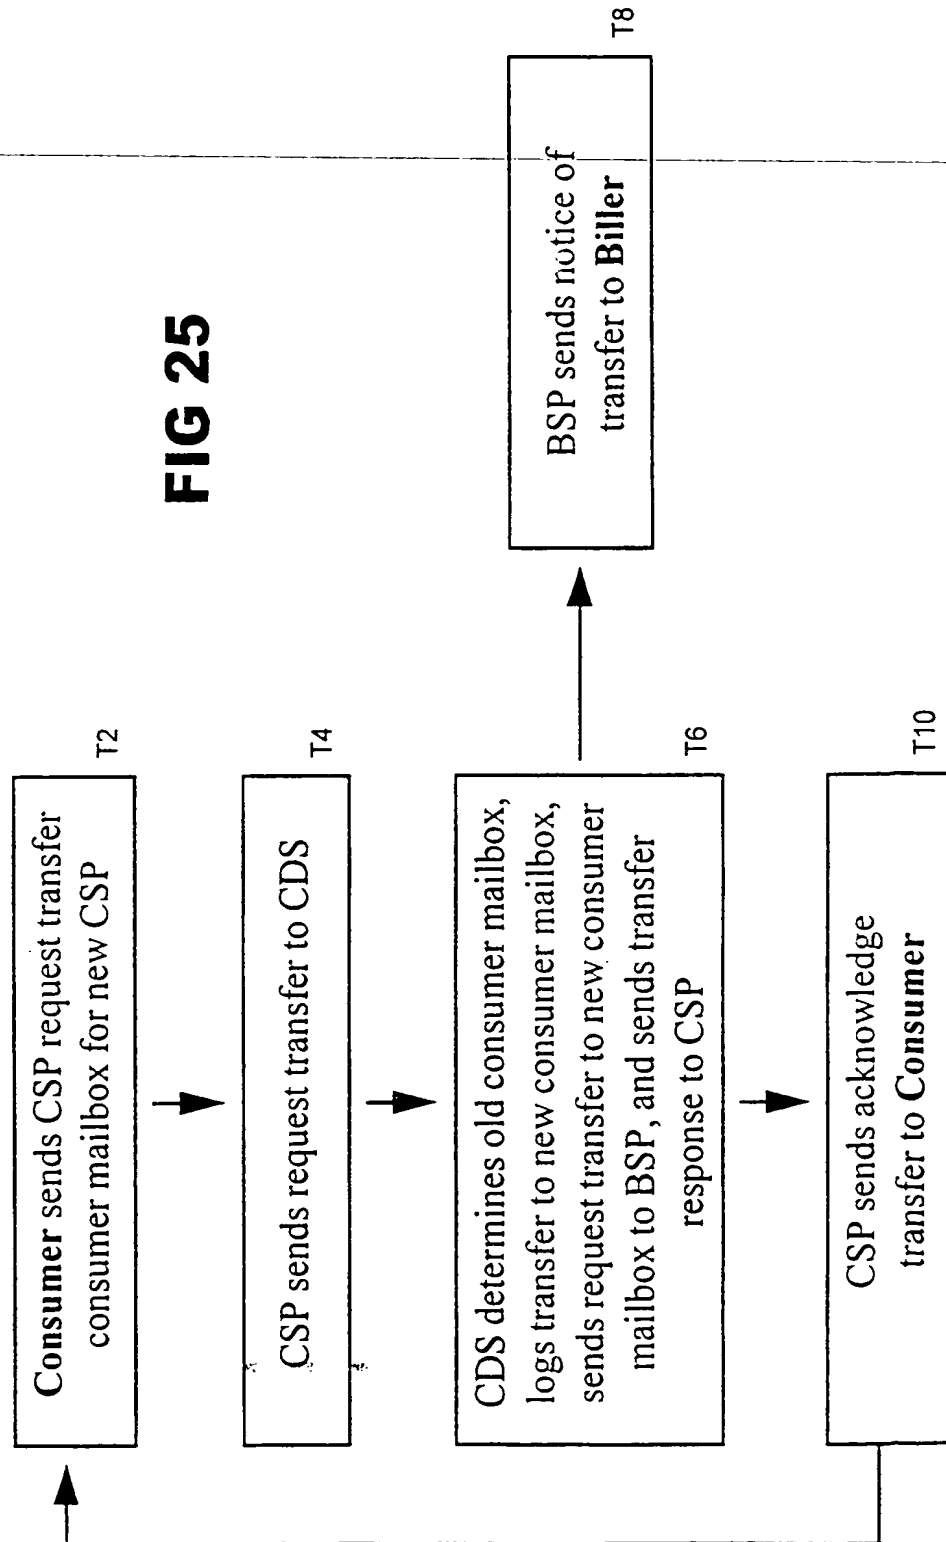 FIG 25
Consumer sends CSP request transfer
consumer mailbox for new CSP
T2
CSP sends request transfer to CDS
T4
CDS determines old consumer mailbox,
logs transfer to new consumer mailbox,
sends request transfer to new consumer
mailbox to BSP, and sends transfer
response to CSP
T6
BSP sends notice of
transfer to Biller
T8
CSP sends acknowledge
transfer to Consumer
T10